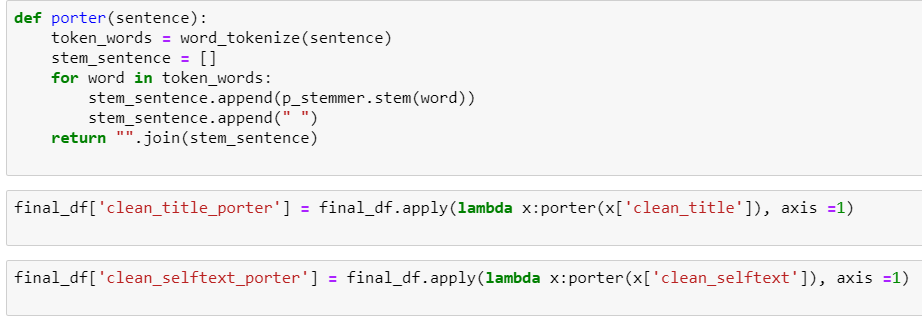 def porter(sentence):
    token_words = word_tokenize(sentence)
    stem_sentence = []
    for word in token_words:
        stem_sentence.append(p_stemmer.stem(word))
        stem_sentence.append(" ")
    return "".join(stem_sentence)
final_df['clean_title_porter'] = final_df.apply(lambda x:porter(x['clean_title']), axis =1)
final_df['clean_selftext_porter'] = final_df.apply(lambda x:porter(x['clean_selftext']), axis =1)